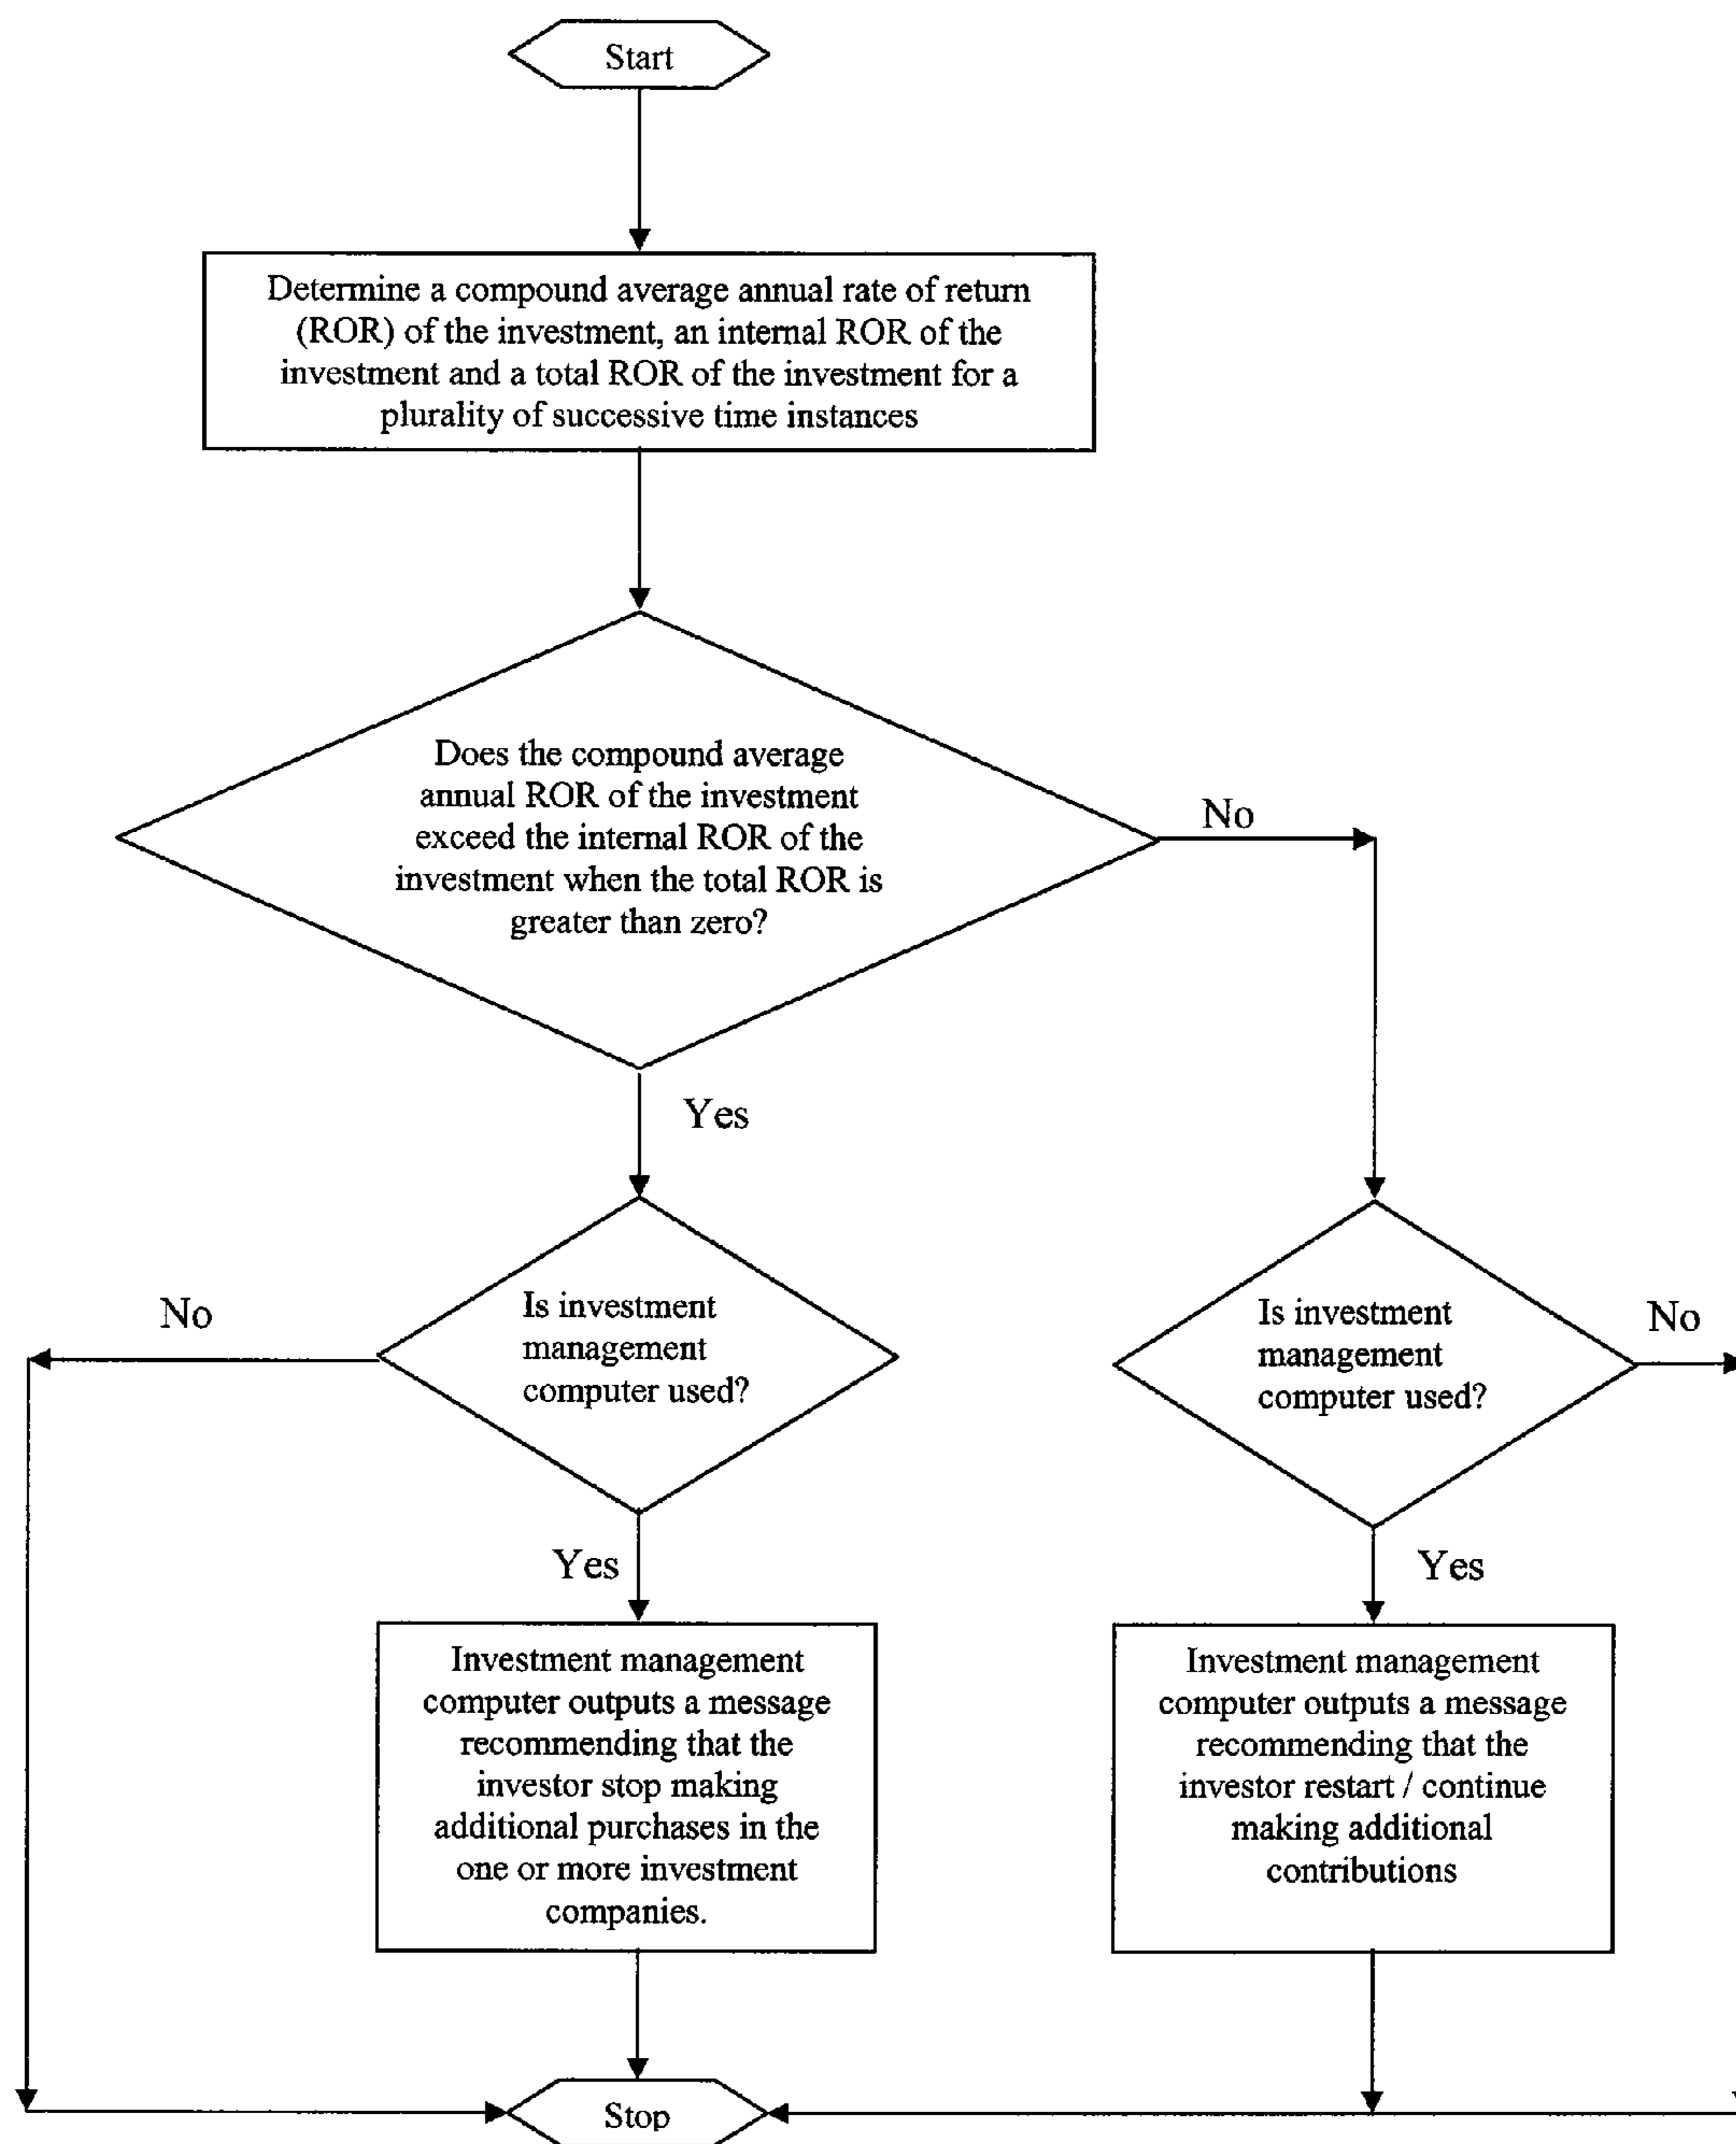 Start
Determine a compound average annual rate of return
(ROR) of the investment, an internal ROR of the
investment and a total ROR of the investment for a
plurality of successive time instances
Does the compound average
annual ROR of the investment
exceed the internal ROR of the
investment when the total ROR is
greater than zero?
No
Yes
No
Is investment
management
computer used?
Is investment
management
computer used?
No
Yes
Yes
Investment management
computer outputs a message
recommending that the
investor stop making
additional purchases in the
one or more investment
companies.
Investment management
computer outputs a message
recommending that the
investor restart / continue
making additional
contributions
Stop